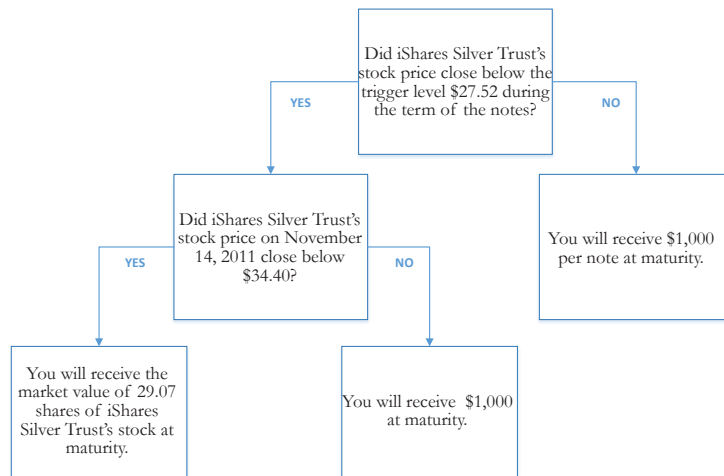 Did iShares Silver Trust's
stock price close below the
trigger level $27.52 during
the term of the notes?
YES
NO
Did iShares Silver Trust's
stock price on November
14, 2011 close below
$34.40?
You will receive $1,000
per note at maturity.
YES
NO
You will receive the
market value of 29.07
shares of iShares
Silver Trust's stock at
maturity.
You will receive  $1,000
at maturity.